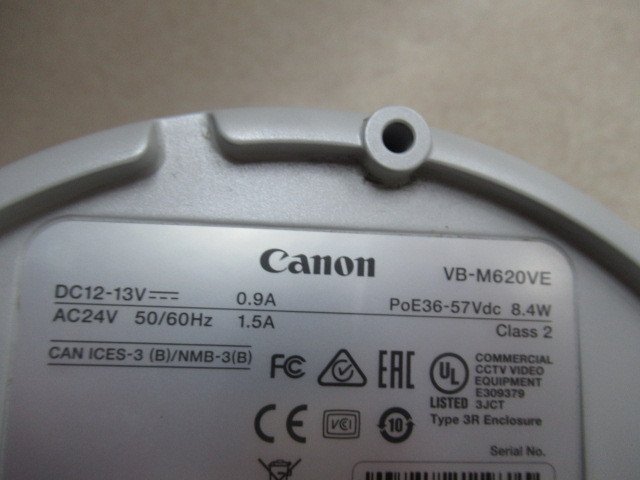 Canon VB-M620VE
DC12-13V⎓ 0.9A PoE36-57Vdc 8.4W
AC24V 50/60Hz 1.5A Class 2
CAN ICES-3 (B)/NMB-3(B)
FC EAC UL LISTED
COMMERCIAL
CCTV VIDEO
EQUIPMENT
E309379
3JCT
Type 3R Enclosure
CE VCCI 10
Serial No.